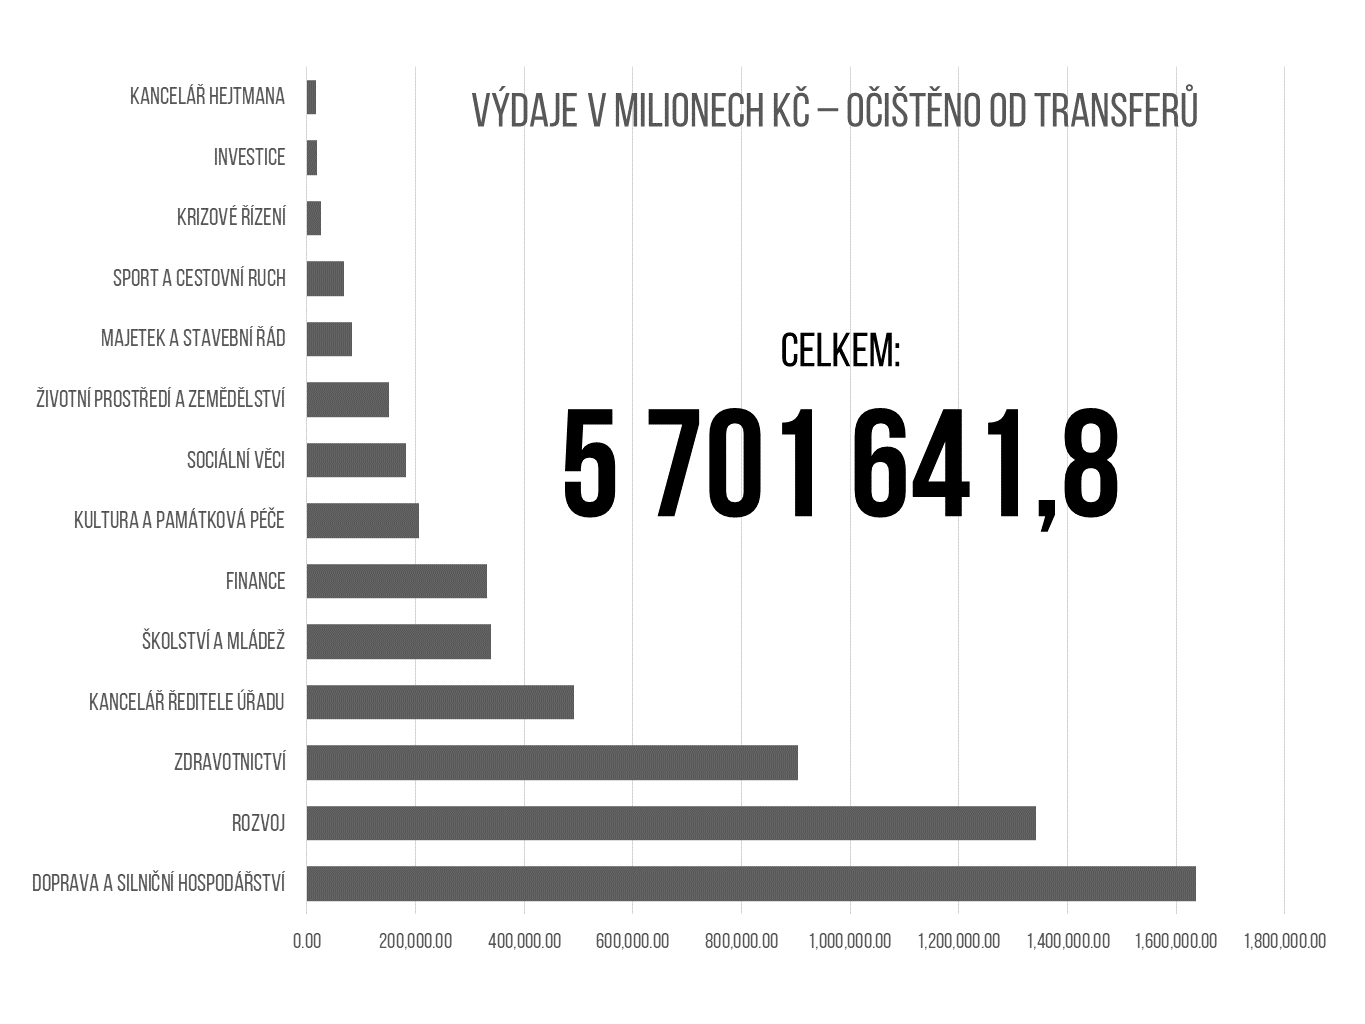 VÝDAJE V MILIONECH KČ – OČIŠTĚNO OD TRANSFERŮ
KANCELÁŘ HEJTMANA
INVESTICE
KRIZOVÉ ŘÍZENÍ
SPORT A CESTOVNÍ RUCH
MAJETEK A STAVEBNÍ ŘÁD
ŽIVOTNÍ PROSTŘEDÍ A ZEMĚDĚLSTVÍ
SOCIÁLNÍ VĚCI
KULTURA A PAMÁTKOVÁ PÉČE
FINANCE
ŠKOLSTVÍ A MLÁDEŽ
KANCELÁŘ ŘEDITELE ÚŘADU
ZDRAVOTNICTVÍ
ROZVOJ
DOPRAVA A SILNIČNÍ HOSPODÁŘSTVÍ
CELKEM:
5 701 641,8
0.00 200,000.00 400,000.00 600,000.00 800,000.00 1,000,000.00 1,200,000.00 1,400,000.00 1,600,000.00 1,800,000.00